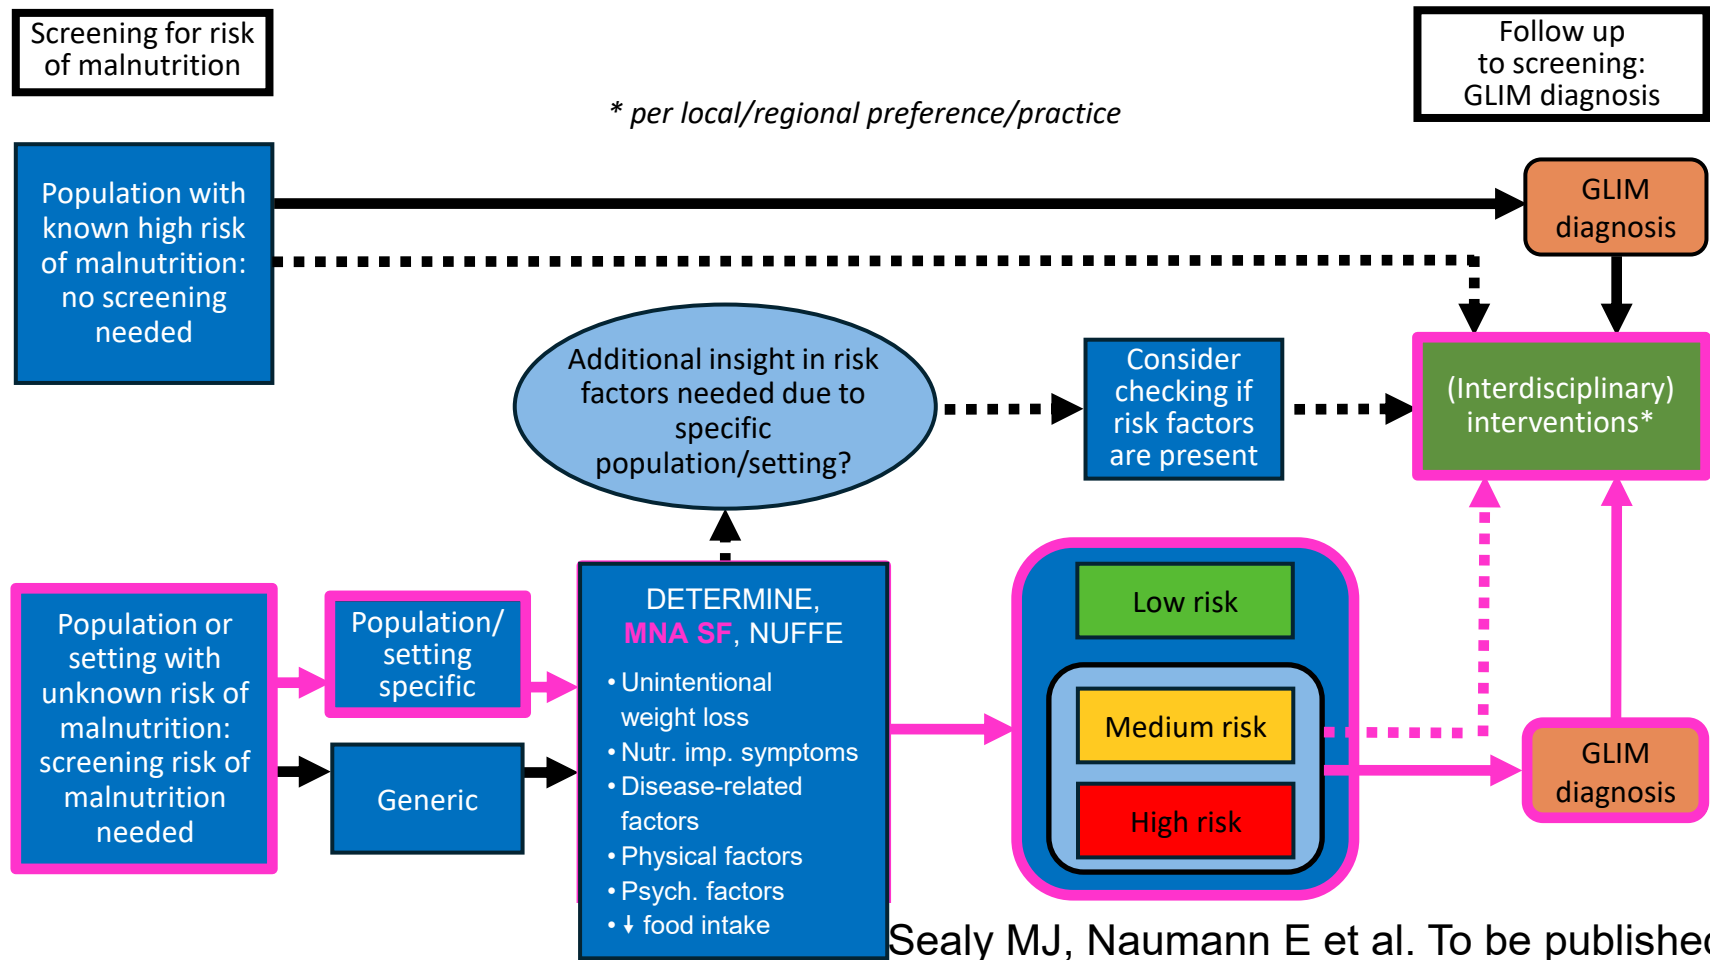 Screening for risk
of malnutrition
Follow up
to screening:
GLIM diagnosis
* per local/regional preference/practice
Population with
known high risk
of malnutrition:
no screening
needed
GLIM
diagnosis
Additional insight in risk
factors needed due to
specific
population/setting?
Consider
checking if
risk factors
are present
(Interdisciplinary)
interventions*
Population or
setting with
unknown risk of
malnutrition:
screening risk of
malnutrition
needed
Population/
setting
specific
Generic
DETERMINE,
MNA SF, NUFFE
• Unintentional
weight loss
• Nutr. imp. symptoms
• Disease-related
factors
• Physical factors
• Psych. factors
• ↓ food intake
Low risk
Medium risk
High risk
GLIM
diagnosis
Sealy MJ, Naumann E et al. To be published